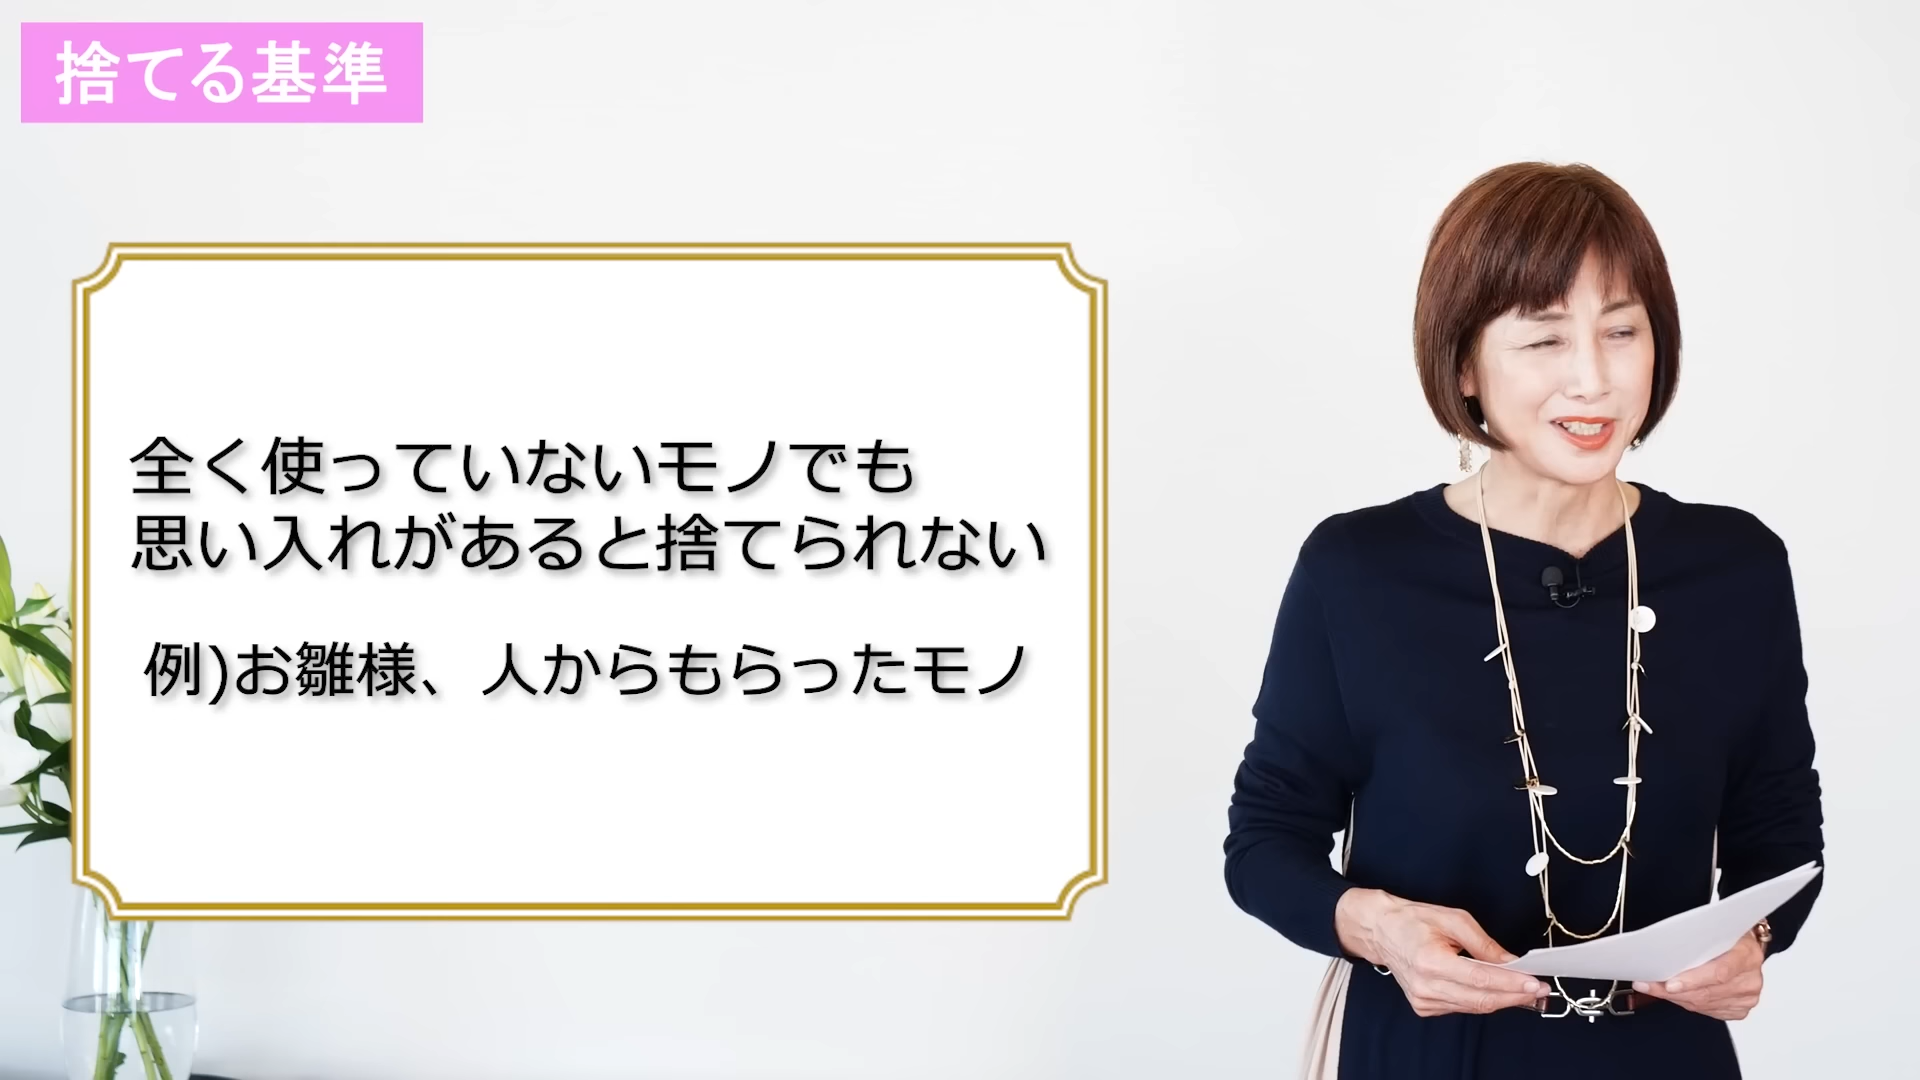 捨てる基準
全く使っていないモノでも
思い入れがあると捨てられない
例)お雛様、人からもらったモノ